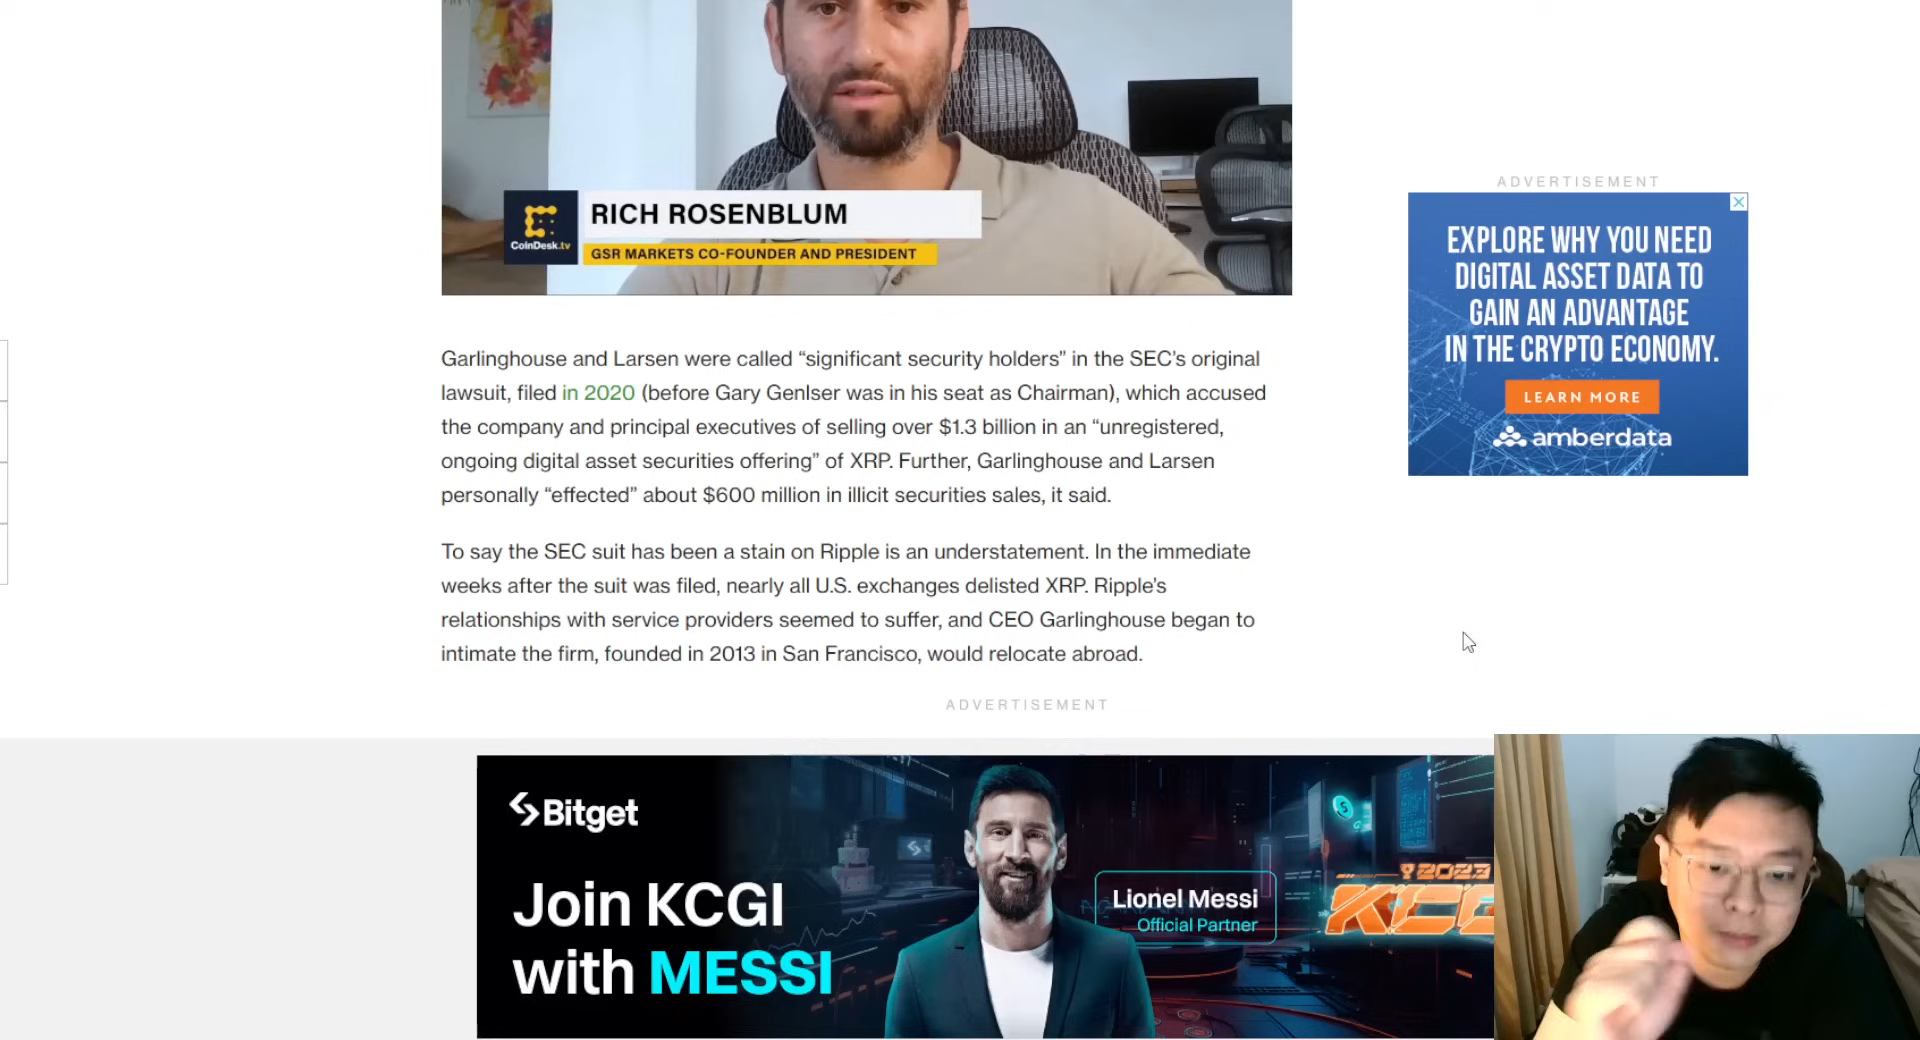 RICH ROSENBLUM
CoinDesk.tv
GSR MARKETS CO-FOUNDER AND PRESIDENT
ADVERTISEMENT
EXPLORE WHY YOU NEED
DIGITAL ASSET DATA TO
GAIN AN ADVANTAGE
IN THE CRYPTO ECONOMY.
LEARN MORE
amberdata
Garlinghouse and Larsen were called “significant security holders” in the SEC’s original
lawsuit, filed in 2020 (before Gary Genlser was in his seat as Chairman), which accused
the company and principal executives of selling over $1.3 billion in an “unregistered,
ongoing digital asset securities offering” of XRP. Further, Garlinghouse and Larsen
personally “effected” about $600 million in illicit securities sales, it said.
To say the SEC suit has been a stain on Ripple is an understatement. In the immediate
weeks after the suit was filed, nearly all U.S. exchanges delisted XRP. Ripple’s
relationships with service providers seemed to suffer, and CEO Garlinghouse began to
intimate the firm, founded in 2013 in San Francisco, would relocate abroad.
ADVERTISEMENT
Bitget
Join KCGI
with MESSI
Lionel Messi
Official Partner
2023
KCG